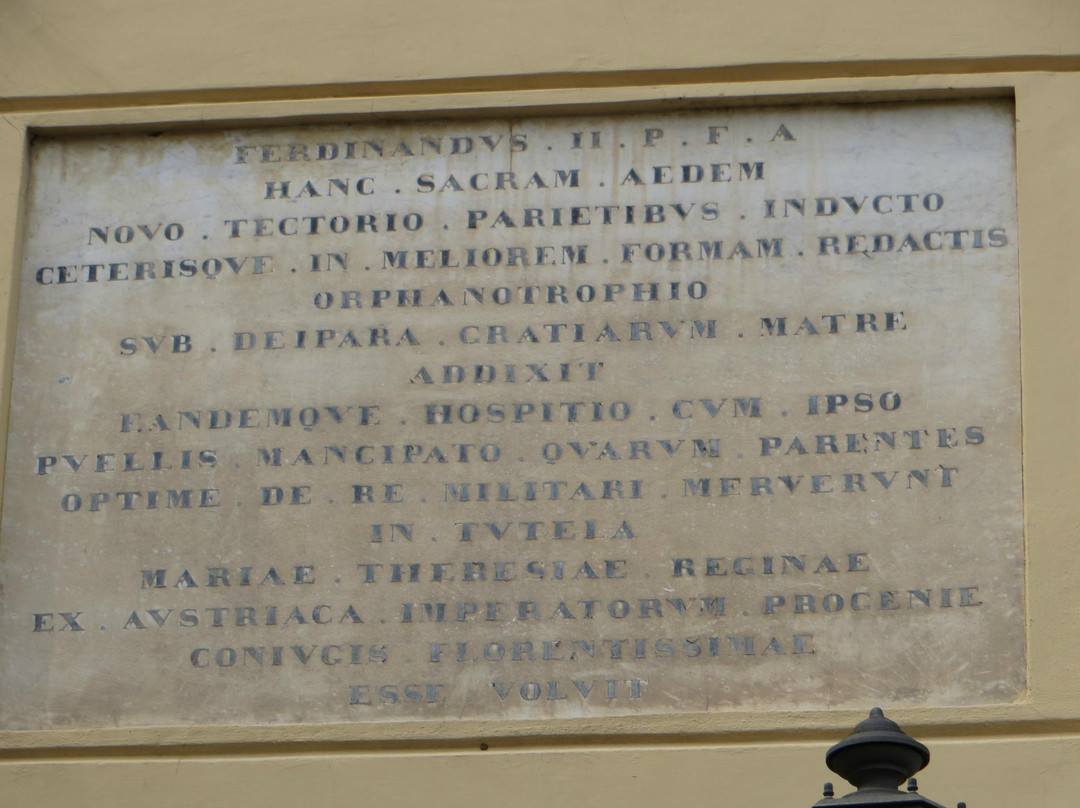 FERDINANDVS . II . P . F . A
HANC . SACRAM . AEDEM
NOVO . TECTORIO . PARIETIBVS . INDVCTO
CETERISQVE . IN . MELIOREM . FORMAM . REDACTIS
ORPHANOTROPHIO
SVB . DEIPARA . GRATIARVM . MATRE
ADDIXIT
EANDEMQVE . HOSPITIO . CVM . IPSO
PVELLIS . MANCIPATO . QVARVM . PARENTES
OPTIME . DE . RE . MILITARI . MERVERVNT
IN . TVTELA
MARIAE . THERESIAE . REGINAE
EX . AVSTRIACA . IMPERATORVM . PROGENIE
CONIVGIS . FLORENTISSIMAE
ESSE VOLVIT